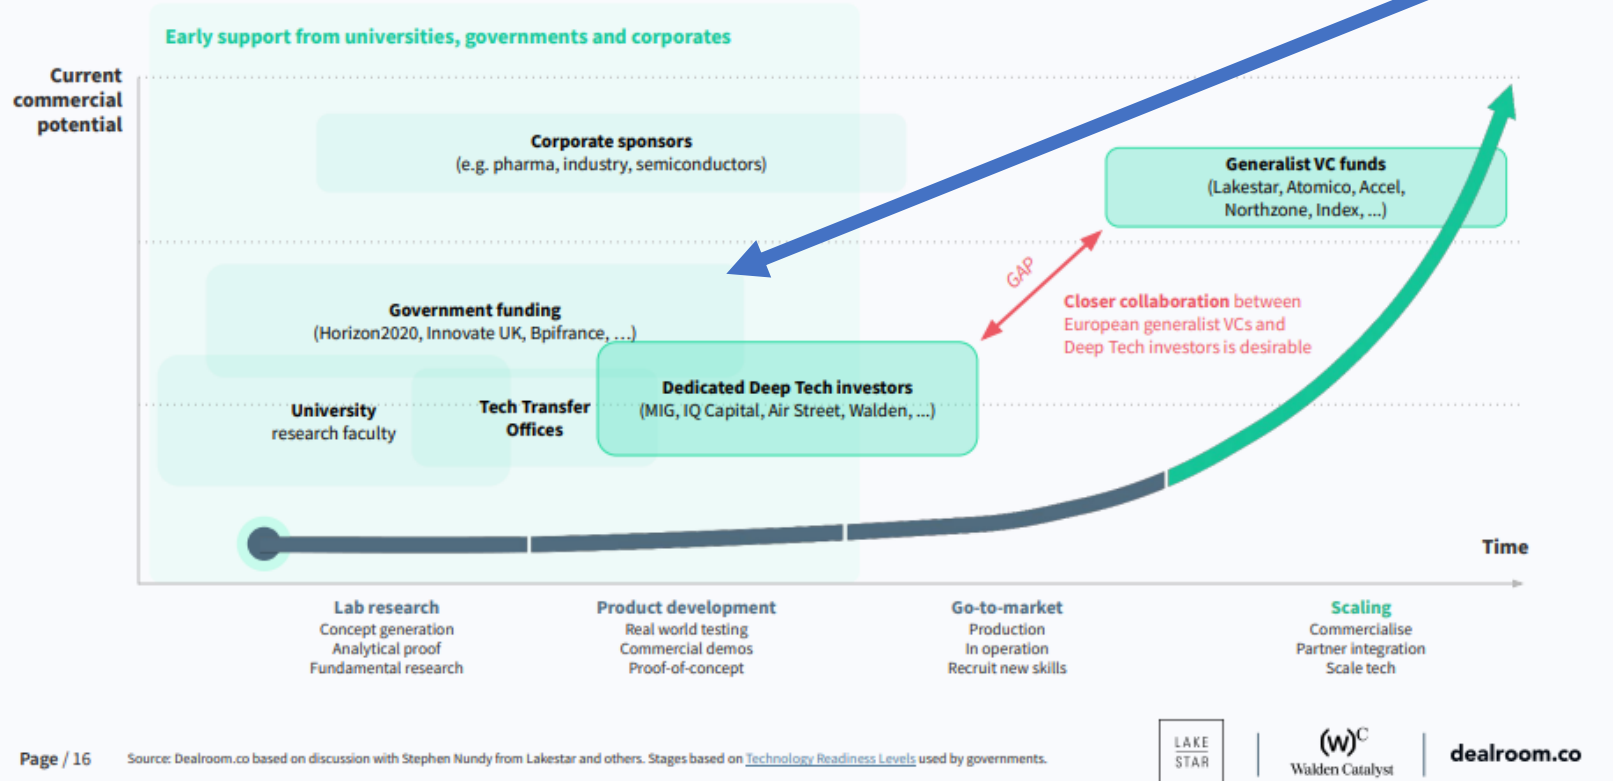 Early support from universities, governments and corporates
Current
commercial
potential
Corporate sponsors
(e.g. pharma, industry, semiconductors)
Generalist VC funds
(Lakestar, Atomico, Accel,
Northzone, Index, ...)
GAP
Closer collaboration between
European generalist VCs and
Deep Tech investors is desirable
Government funding
(Horizon2020, Innovate UK, Bpifrance, ...)
Dedicated Deep Tech investors
(MIG, IQ Capital, Air Street, Walden, ...)
University
research faculty
Tech Transfer
Offices
Time
Lab research
Concept generation
Analytical proof
Fundamental research
Product development
Real world testing
Commercial demos
Proof-of-concept
Go-to-market
Production
In operation
Recruit new skills
Scaling
Commercialise
Partner integration
Scale tech
Page / 16
Source: Dealroom.co based on discussion with Stephen Nundy from Lakestar and others. Stages based on Technology Readiness Levels used by governments.
LAKE
STAR
(W)C
Walden Catalyst
dealroom.co